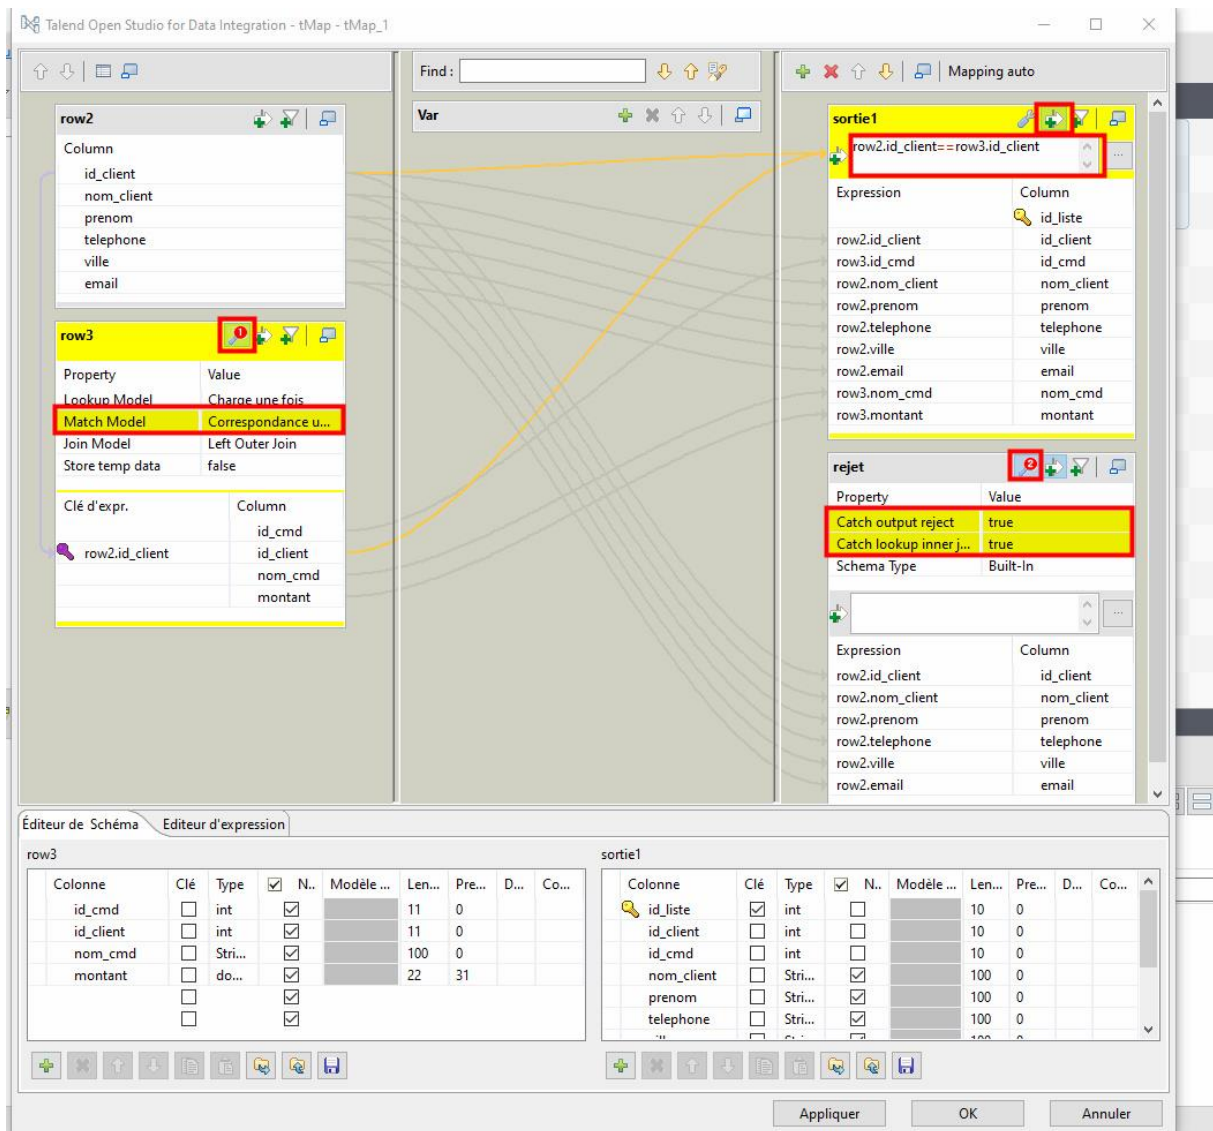 Talend Open Studio for Data Integration - tMap - tMap_1
Find :
Mapping auto
row2
Column
id_client
nom_client
prenom
telephone
ville
email
row3
1
Property Value
Lookup Model Charge une fois
Match Model Correspondance u...
Join Model Left Outer Join
Store temp data false
Clé d'expr. Column
id_cmd
row2.id_client id_client
nom_cmd
montant
Var
sortie1
row2.id_client==row3.id_client
...
Expression Column
id_liste
row2.id_client id_client
row3.id_cmd id_cmd
row2.nom_client nom_client
row2.prenom prenom
row2.telephone telephone
row2.ville ville
row2.email email
row3.nom_cmd nom_cmd
row3.montant montant
rejet
2
Property Value
Catch output reject true
Catch lookup inner j... true
Schema Type Built-In
...
Expression Column
row2.id_client id_client
row2.nom_client nom_client
row2.prenom prenom
row2.telephone telephone
row2.ville ville
row2.email email
Éditeur de Schéma Editeur d'expression
row3
Colonne Clé Type N.. Modèle ... Len... Pre... D... Co...
id_cmd int 11 0
id_client int 11 0
nom_cmd Stri... 100 0
montant do... 22 31
sortie1
Colonne Clé Type N.. Modèle ... Len... Pre... D... Co...
id_liste int 10 0
id_client int 10 0
id_cmd int 10 0
nom_client Stri... 100 0
prenom Stri... 100 0
telephone Stri... 100 0
Appliquer OK Annuler